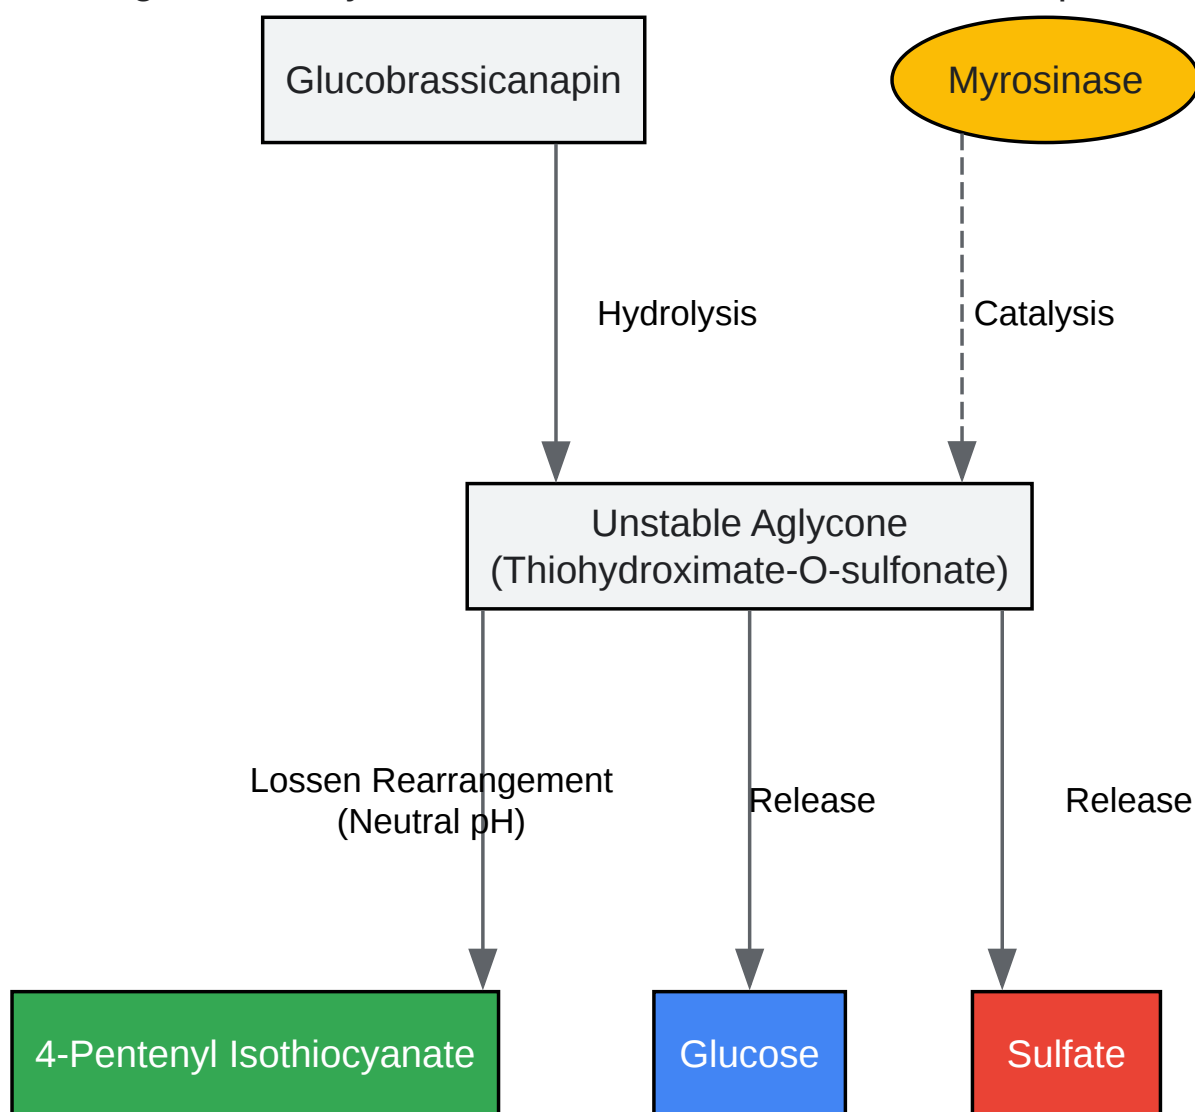 Glucobrassicanapin
Myrosinase
Hydrolysis
Catalysis
Unstable Aglycone
(Thiohydroximate-O-sulfonate)
Lossen Rearrangement
(Neutral pH)
Release
Release
4-Pentenyl Isothiocyanate
Glucose
Sulfate